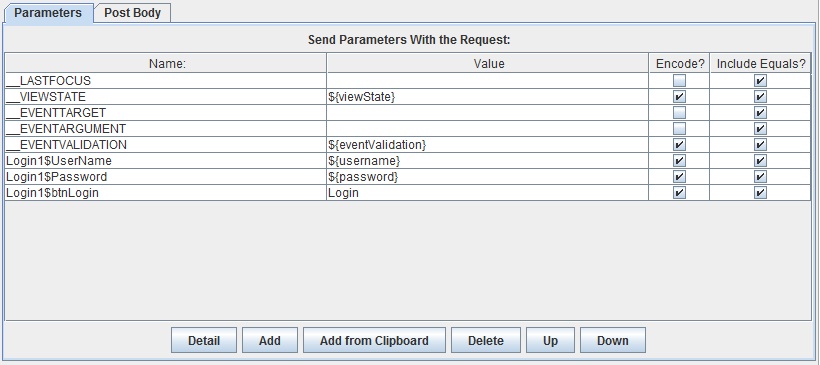 Parameters Post Body
Send Parameters With the Request:
Name: Value Encode? Include Equals?
__LASTFOCUS
__VIEWSTATE ${viewState}
__EVENTTARGET
__EVENTARGUMENT
__EVENTVALIDATION ${eventValidation}
Login1$UserName ${username}
Login1$Password ${password}
Login1$btnLogin Login
Detail Add Add from Clipboard Delete Up Down